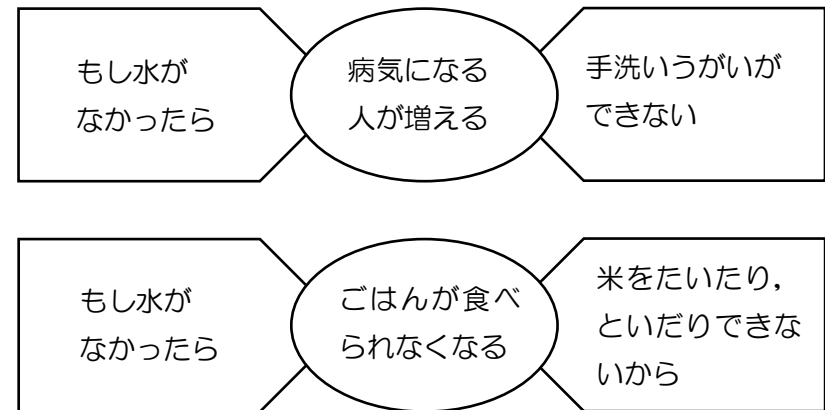 もし水が
なかったら
病気になる
人が増える
手洗いうがいが
できない
もし水が
なかったら
ごはんが食べ
られなくなる
米をたいたり，
といだりできな
いから